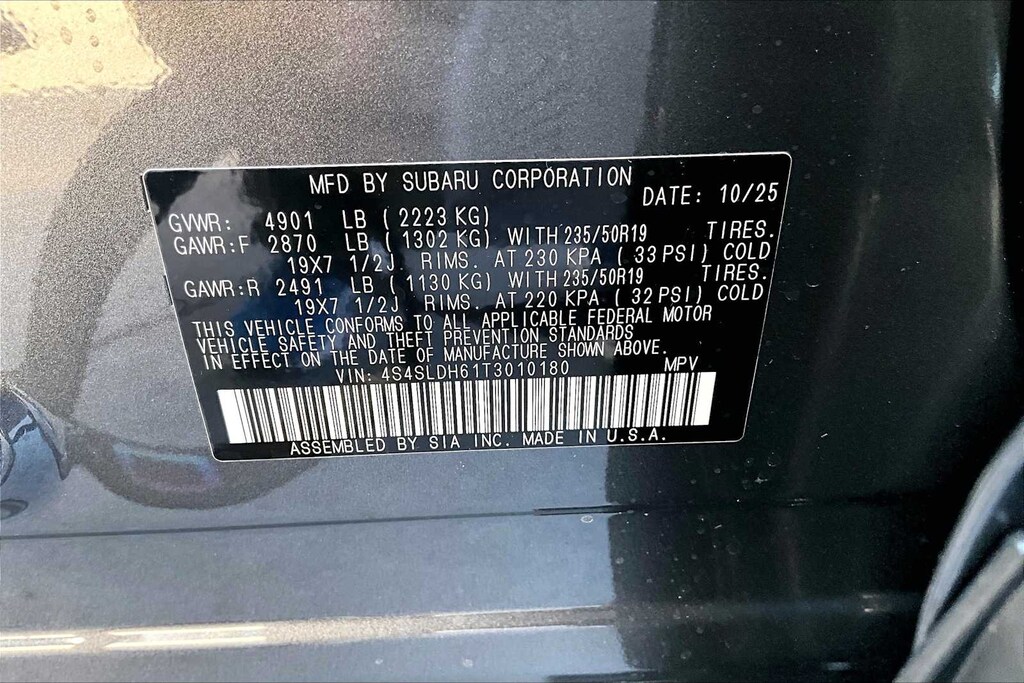 MFD BY SUBARU CORPORATION DATE: 10/25
GVWR: 4901 LB ( 2223 KG)
GAWR:F 2870 LB ( 1302 KG) WITH 235/50R19 TIRES.
19X7 1/2J RIMS. AT 230 KPA ( 33 PSI) COLD
GAWR:R 2491 LB ( 1130 KG) WITH 235/50R19 TIRES.
19X7 1/2J RIMS. AT 220 KPA ( 32 PSI) COLD
THIS VEHICLE CONFORMS TO ALL APPLICABLE FEDERAL MOTOR
VEHICLE SAFETY AND THEFT PREVENTION STANDARDS
IN EFFECT ON THE DATE OF MANUFACTURE SHOWN ABOVE.
VIN: 4S4SLDH61T3010180 MPV
ASSEMBLED BY SIA INC. MADE IN U.S.A.